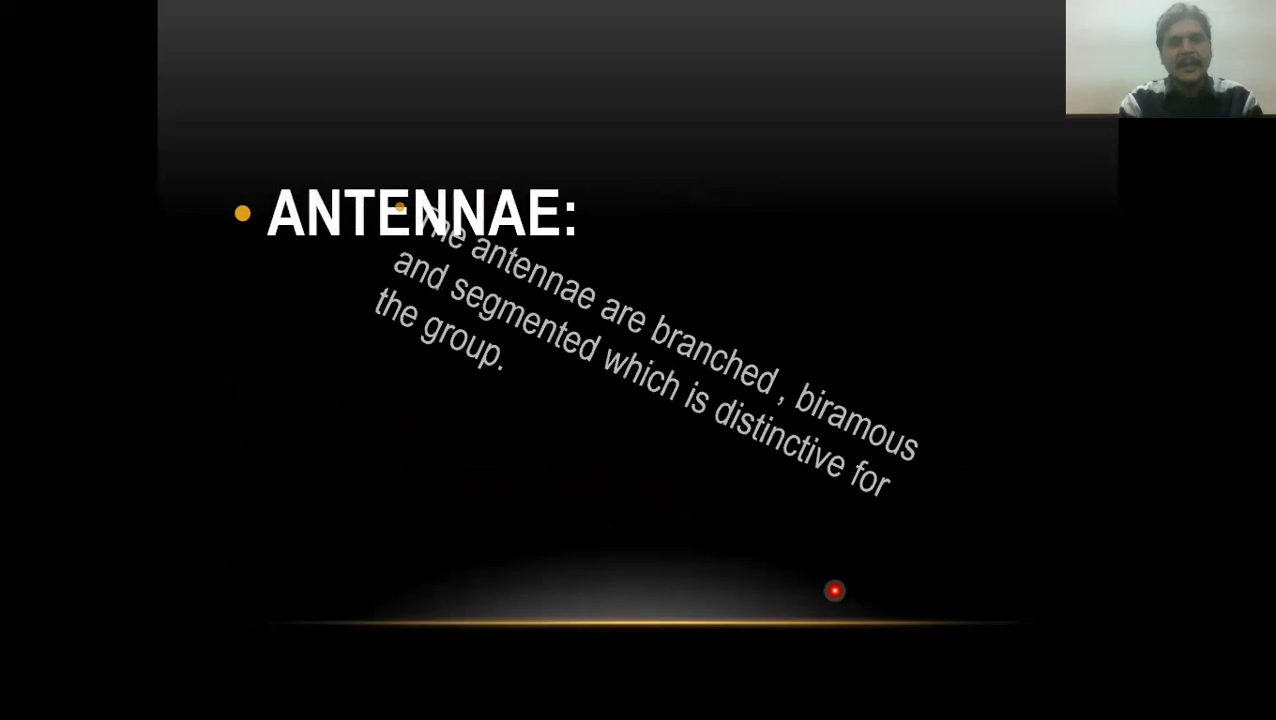 • ANTENNAE:
• The antennae are branched , biramous
and segmented which is distinctive for
the group.